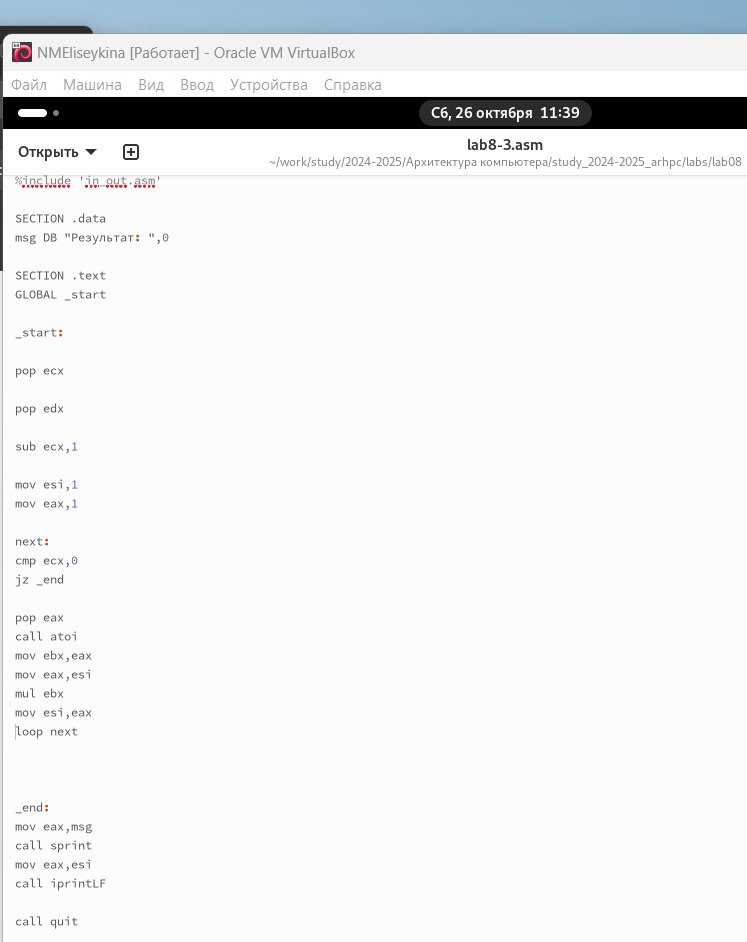 NMEliseykina [Работает] - Oracle VM VirtualBox
Файл Машина Вид Ввод Устройства Справка
Сб, 26 октября 11:39
Открыть
lab8-3.asm
~/work/study/2024-2025/Архитектура компьютера/study_2024-2025_arhpc/labs/lab08
%include 'in_out.asm'
SECTION .data
msg DB "Результат: ",0
SECTION .text
GLOBAL _start
_start:
pop ecx
pop edx
sub ecx,1
mov esi,1
mov eax,1
next:
cmp ecx,0
jz _end
pop eax
call atoi
mov ebx,eax
mov eax,esi
mul ebx
mov esi,eax
loop next
_end:
mov eax,msg
call sprint
mov eax,esi
call iprintLF
call quit